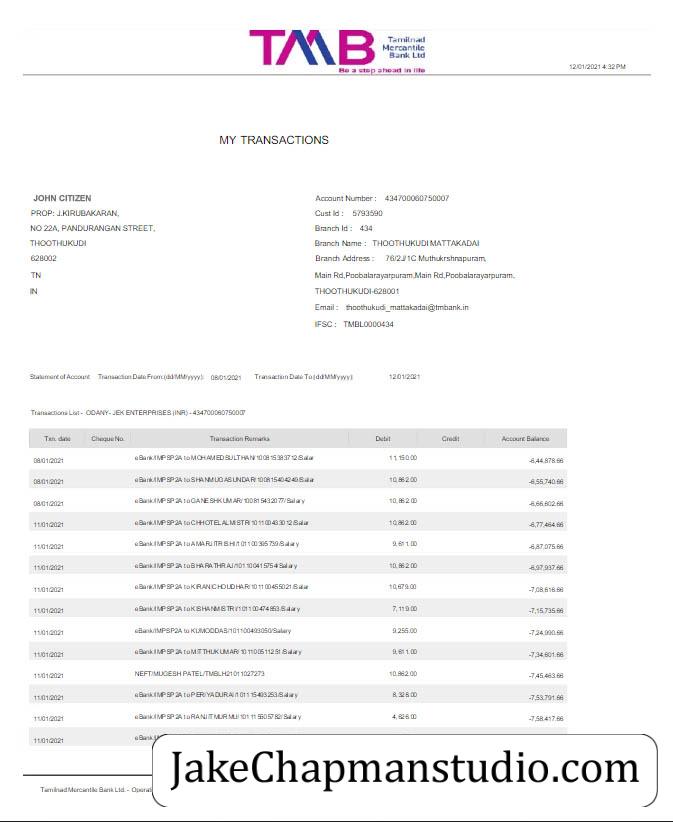 TMB Tamilnad
Mercantile
Bank Ltd
Be a step ahead in life
12/01/2021 4:32 PM
MY TRANSACTIONS
JOHN CITIZEN
PROP: J.KIRUBAKARAN,
NO 22A, PANDURANGAN STREET,
THOOTHUKUDI
628002
TN
IN
Account Number : 434700060750007
Cust Id : 5793590
Branch Id : 434
Branch Name : THOOTHUKUDI MATTAKADAI
Branch Address : 76/2J/1C Muthukrshnapuram,
Main Rd,Poobalarayarpuram,Main Rd,Poobalarayarpuram,
THOOTHUKUDI-628001
Email : thoothukudi_mattakadai@tmbank.in
IFSC : TMBL0000434
Statement of Account Transaction Date From:(dd/MM/yyyy): 08/01/2021 Transaction Date To:(dd/MM/yyyy): 12/01/2021
Transactions List - ODANY- JEK ENTERPRISES (INR) - 434700060750007
Txn. date Cheque No. Transaction Remarks Debit Credit Account Balance
08/01/2021 eBank/IMPSP2A to MOHAMEDSULTHAN/100815383712/Salar 11,150.00 -6,44,878.66
08/01/2021 eBank/IMPSP2A to SHANMUGASUNDAR/100815404249/Salar 10,862.00 -6,55,740.66
08/01/2021 eBank/IMPSP2A to GANESHKUMAR/100815432077/Salary 10,862.00 -6,66,602.66
11/01/2021 eBank/IMPSP2A to CHHOTELALMISTRI/101100433012/Salar 10,862.00 -6,77,464.66
11/01/2021 eBank/IMPSP2A to AMARJITRISHI/101100395739/Salary 9,611.00 -6,87,075.66
11/01/2021 eBank/IMPSP2A to BHARATHRAJ/101100415754/Salary 10,862.00 -6,97,937.66
11/01/2021 eBank/IMPSP2A to KIRANCHOUDHAR/101100455021/Salar 10,679.00 -7,08,616.66
11/01/2021 eBank/IMPSP2A to KISHANMISTRI/101100474853/Salary 7,119.00 -7,15,735.66
11/01/2021 eBank/IMPSP2A to KUMODDAS/101100493050/Salary 9,255.00 -7,24,990.66
11/01/2021 eBank/IMPSP2A to MITTHUKUMAR/101100511251/Salary 9,611.00 -7,34,601.66
11/01/2021 NEFT/MUGESH PATEL/TMBLH21011027273 10,862.00 -7,45,463.66
11/01/2021 eBank/IMPSP2A to PERIYADURAI/101115493253/Salary 8,328.00 -7,53,791.66
11/01/2021 eBank/IMPSP2A to RANJITMURMU/101115505782/Salary 4,626.00 -7,58,417.66
11/01/2021
JakeChapmanstudio.com
Tamilnad Mercantile Bank Ltd. -